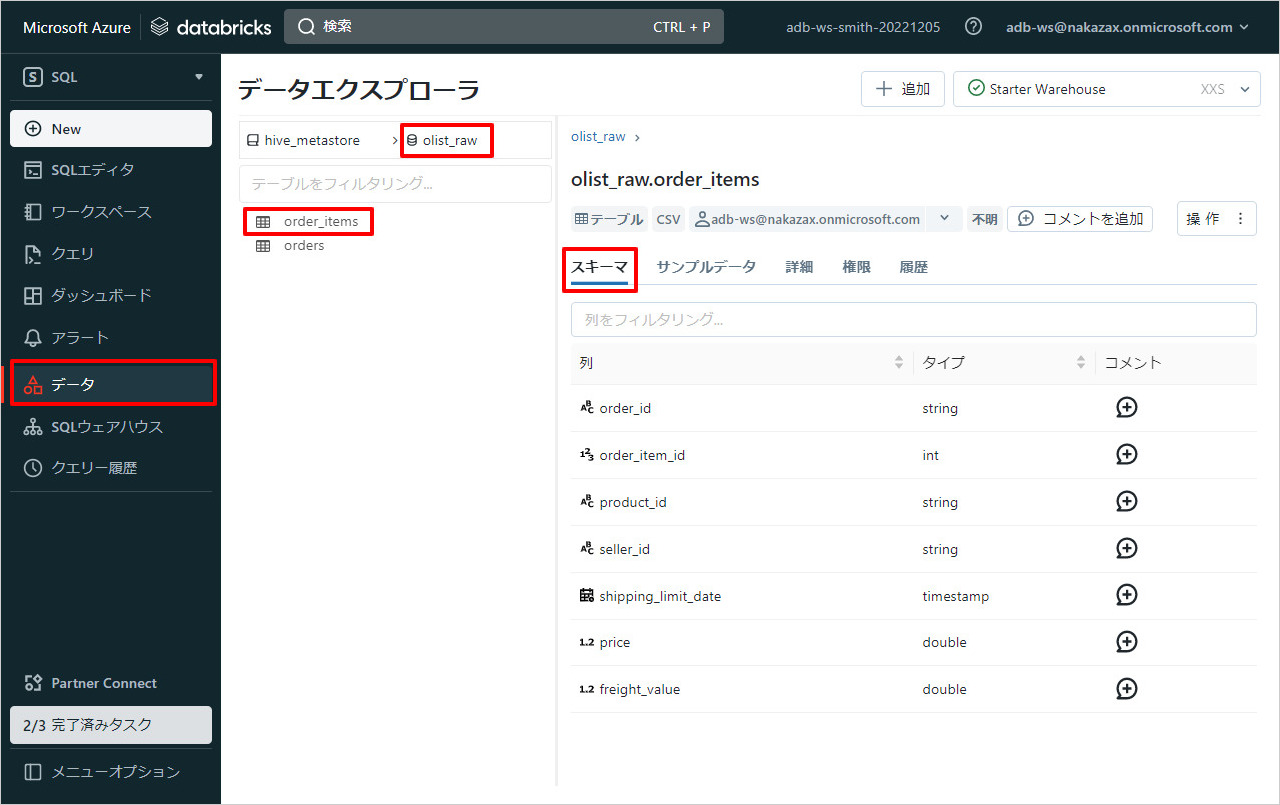 Microsoft Azure databricks 検索 CTRL + P adb-ws-smith-20221205 adb-ws@nakazax.onmicrosoft.com
S SQL
New
SQLエディタ
ワークスペース
クエリ
ダッシュボード
アラート
データ
SQLウェアハウス
クエリー履歴
Partner Connect
2/3 完了済みタスク
メニューオプション
データエクスプローラ
追加 Starter Warehouse XXS
hive_metastore olist_raw
テーブルをフィルタリング...
order_items
orders
olist_raw
olist_raw.order_items
テーブル CSV adb-ws@nakazax.onmicrosoft.com 不明 コメントを追加 操作
スキーマ サンプルデータ 詳細 権限 履歴
列をフィルタリング...
列 タイプ コメント
order_id string
order_item_id int
product_id string
seller_id string
shipping_limit_date timestamp
1.2 price double
1.2 freight_value double